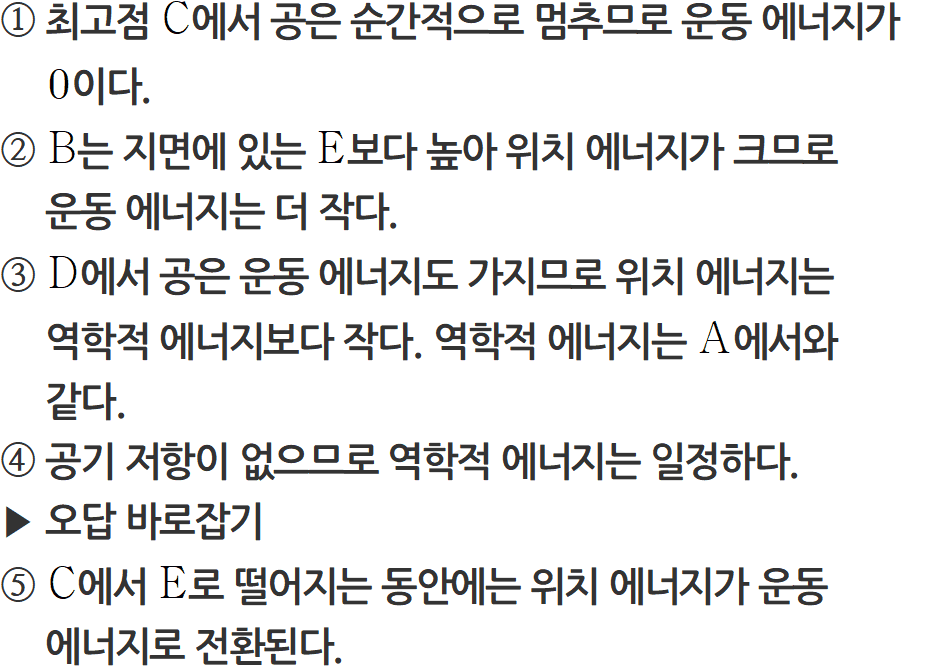 ① 최고점 C에서 공은 순간적으로 멈추므로 운동 에너지가
0이다.
② B는 지면에 있는 E보다 높아 위치 에너지가 크므로
운동 에너지는 더 작다.
③ D에서 공은 운동 에너지도 가지므로 위치 에너지는
역학적 에너지보다 작다. 역학적 에너지는 A에서와
같다.
④ 공기 저항이 없으므로 역학적 에너지는 일정하다.
▶ 오답 바로잡기
⑤ C에서 E로 떨어지는 동안에는 위치 에너지가 운동
에너지로 전환된다.